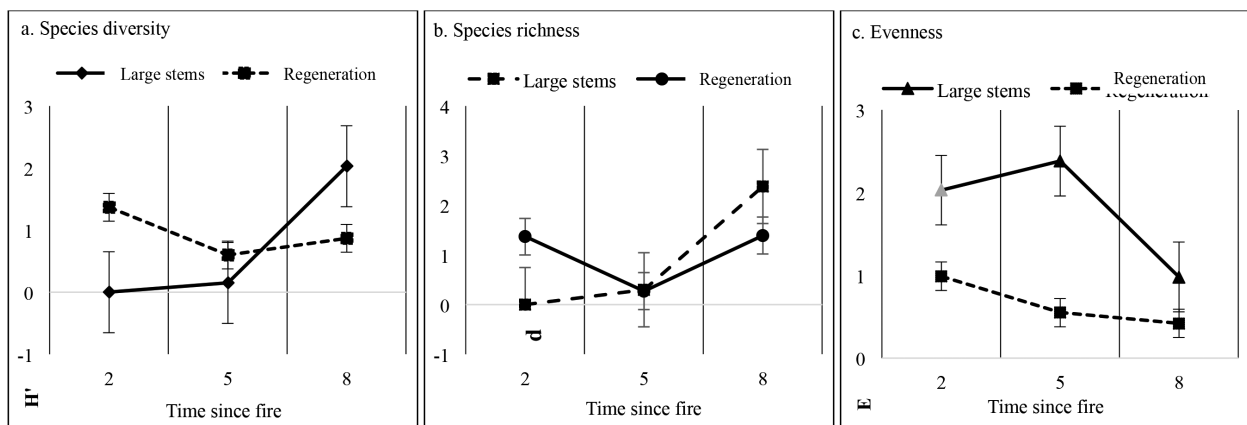 a. Species diversity
Large stems
Regeneration
3
2
1
0
-1
2
5
8
H'
Time since fire
b. Species richness
Large stems
Regeneration
4
3
2
1
0
-1
d
2
5
8
Time since fire
c. Evenness
Large stems
Regeneration
Regeneration
3
2
1
0
2
5
8
E
Time since fire